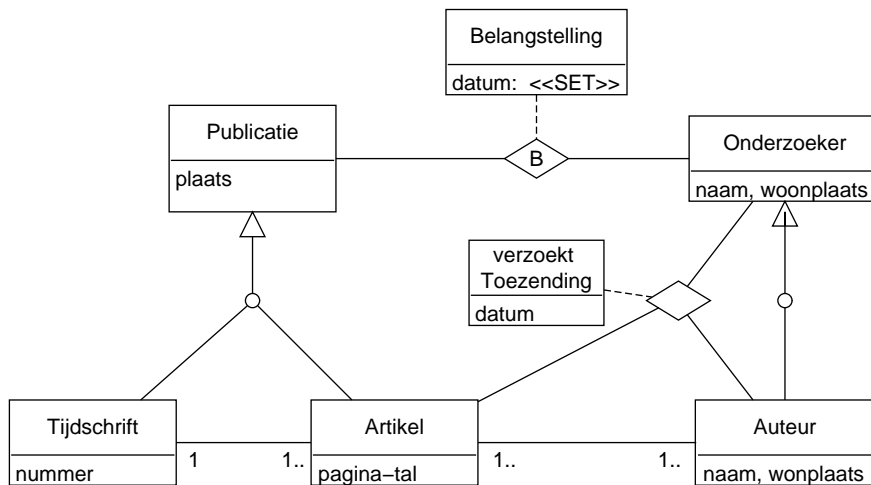 Belangstelling
datum: <<SET>>
Publicatie
plaats
B
Onderzoeker
naam, woonplaats
verzoekt
Toezending
datum
Tijdschrift
nummer
1
1..
Artikel
pagina−tal
1..
1..
Auteur
naam, wonplaats